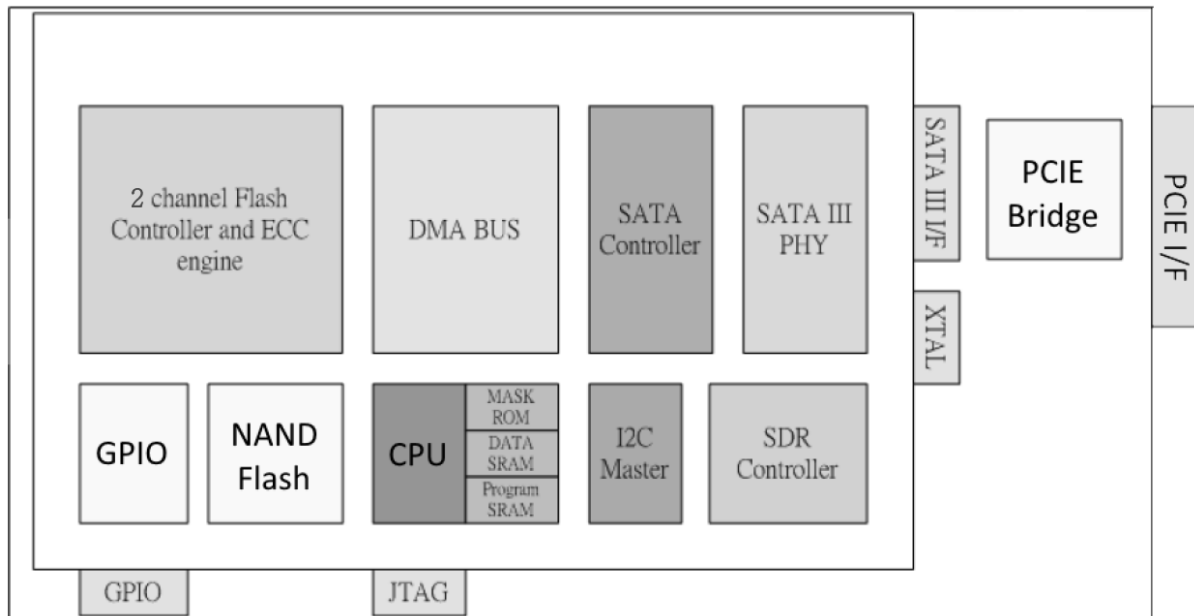 2 channel Flash
Controller and ECC
engine
DMA BUS
SATA
Controller
SATA III
PHY
SATA III I/F
PCIE
Bridge
PCIE I/F
XTAL
GPIO
NAND
Flash
CPU
MASK
ROM
DATA
SRAM
Program
SRAM
I2C
Master
SDR
Controller
GPIO
JTAG